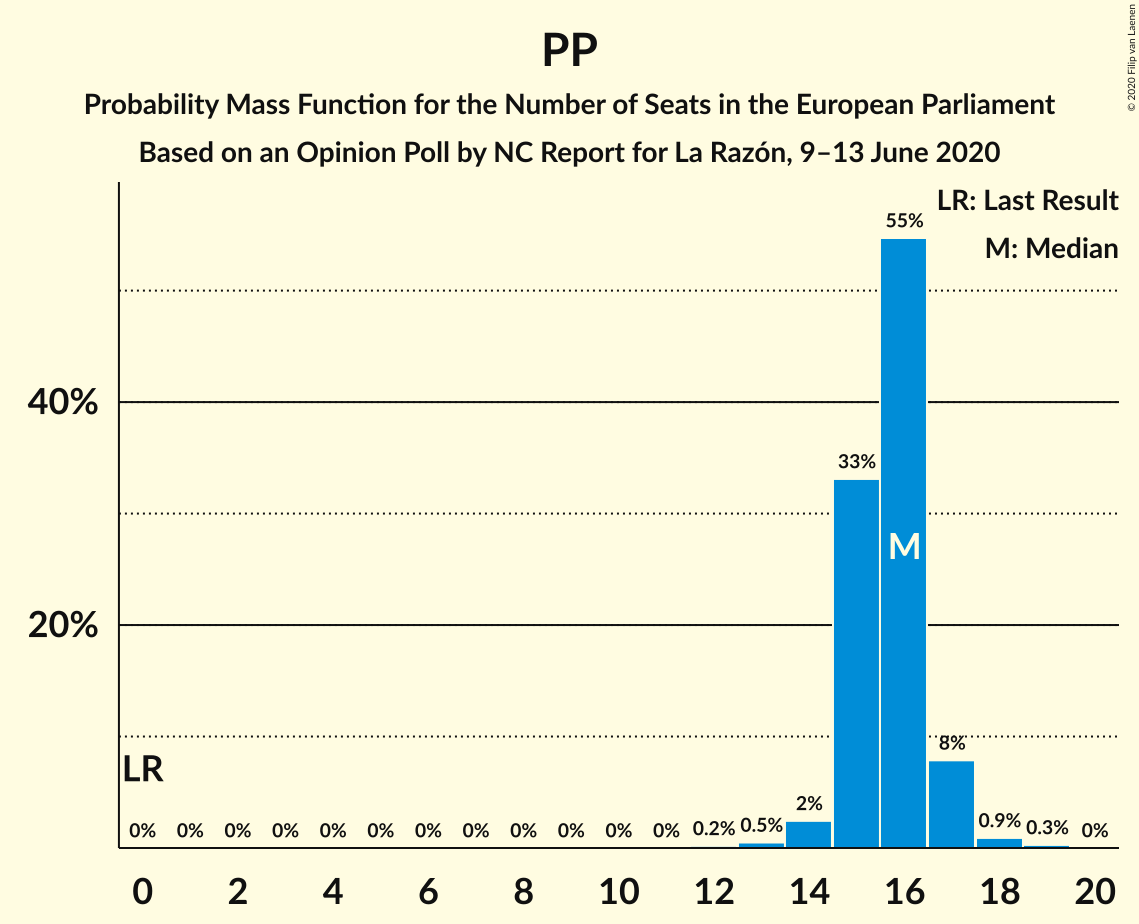 PP
Probability Mass Function for the Number of Seats in the European Parliament
Based on an Opinion Poll by NC Report for La Razón, 9–13 June 2020
© 2020 Filip van Laenen
LR: Last Result
M: Median
55%
40%
33%
M
20%
8%
LR
2%
0% 0% 0% 0% 0% 0% 0% 0% 0% 0% 0% 0% 0.2% 0.5% 0.9% 0.3% 0%
0 2 4 6 8 10 12 14 16 18 20